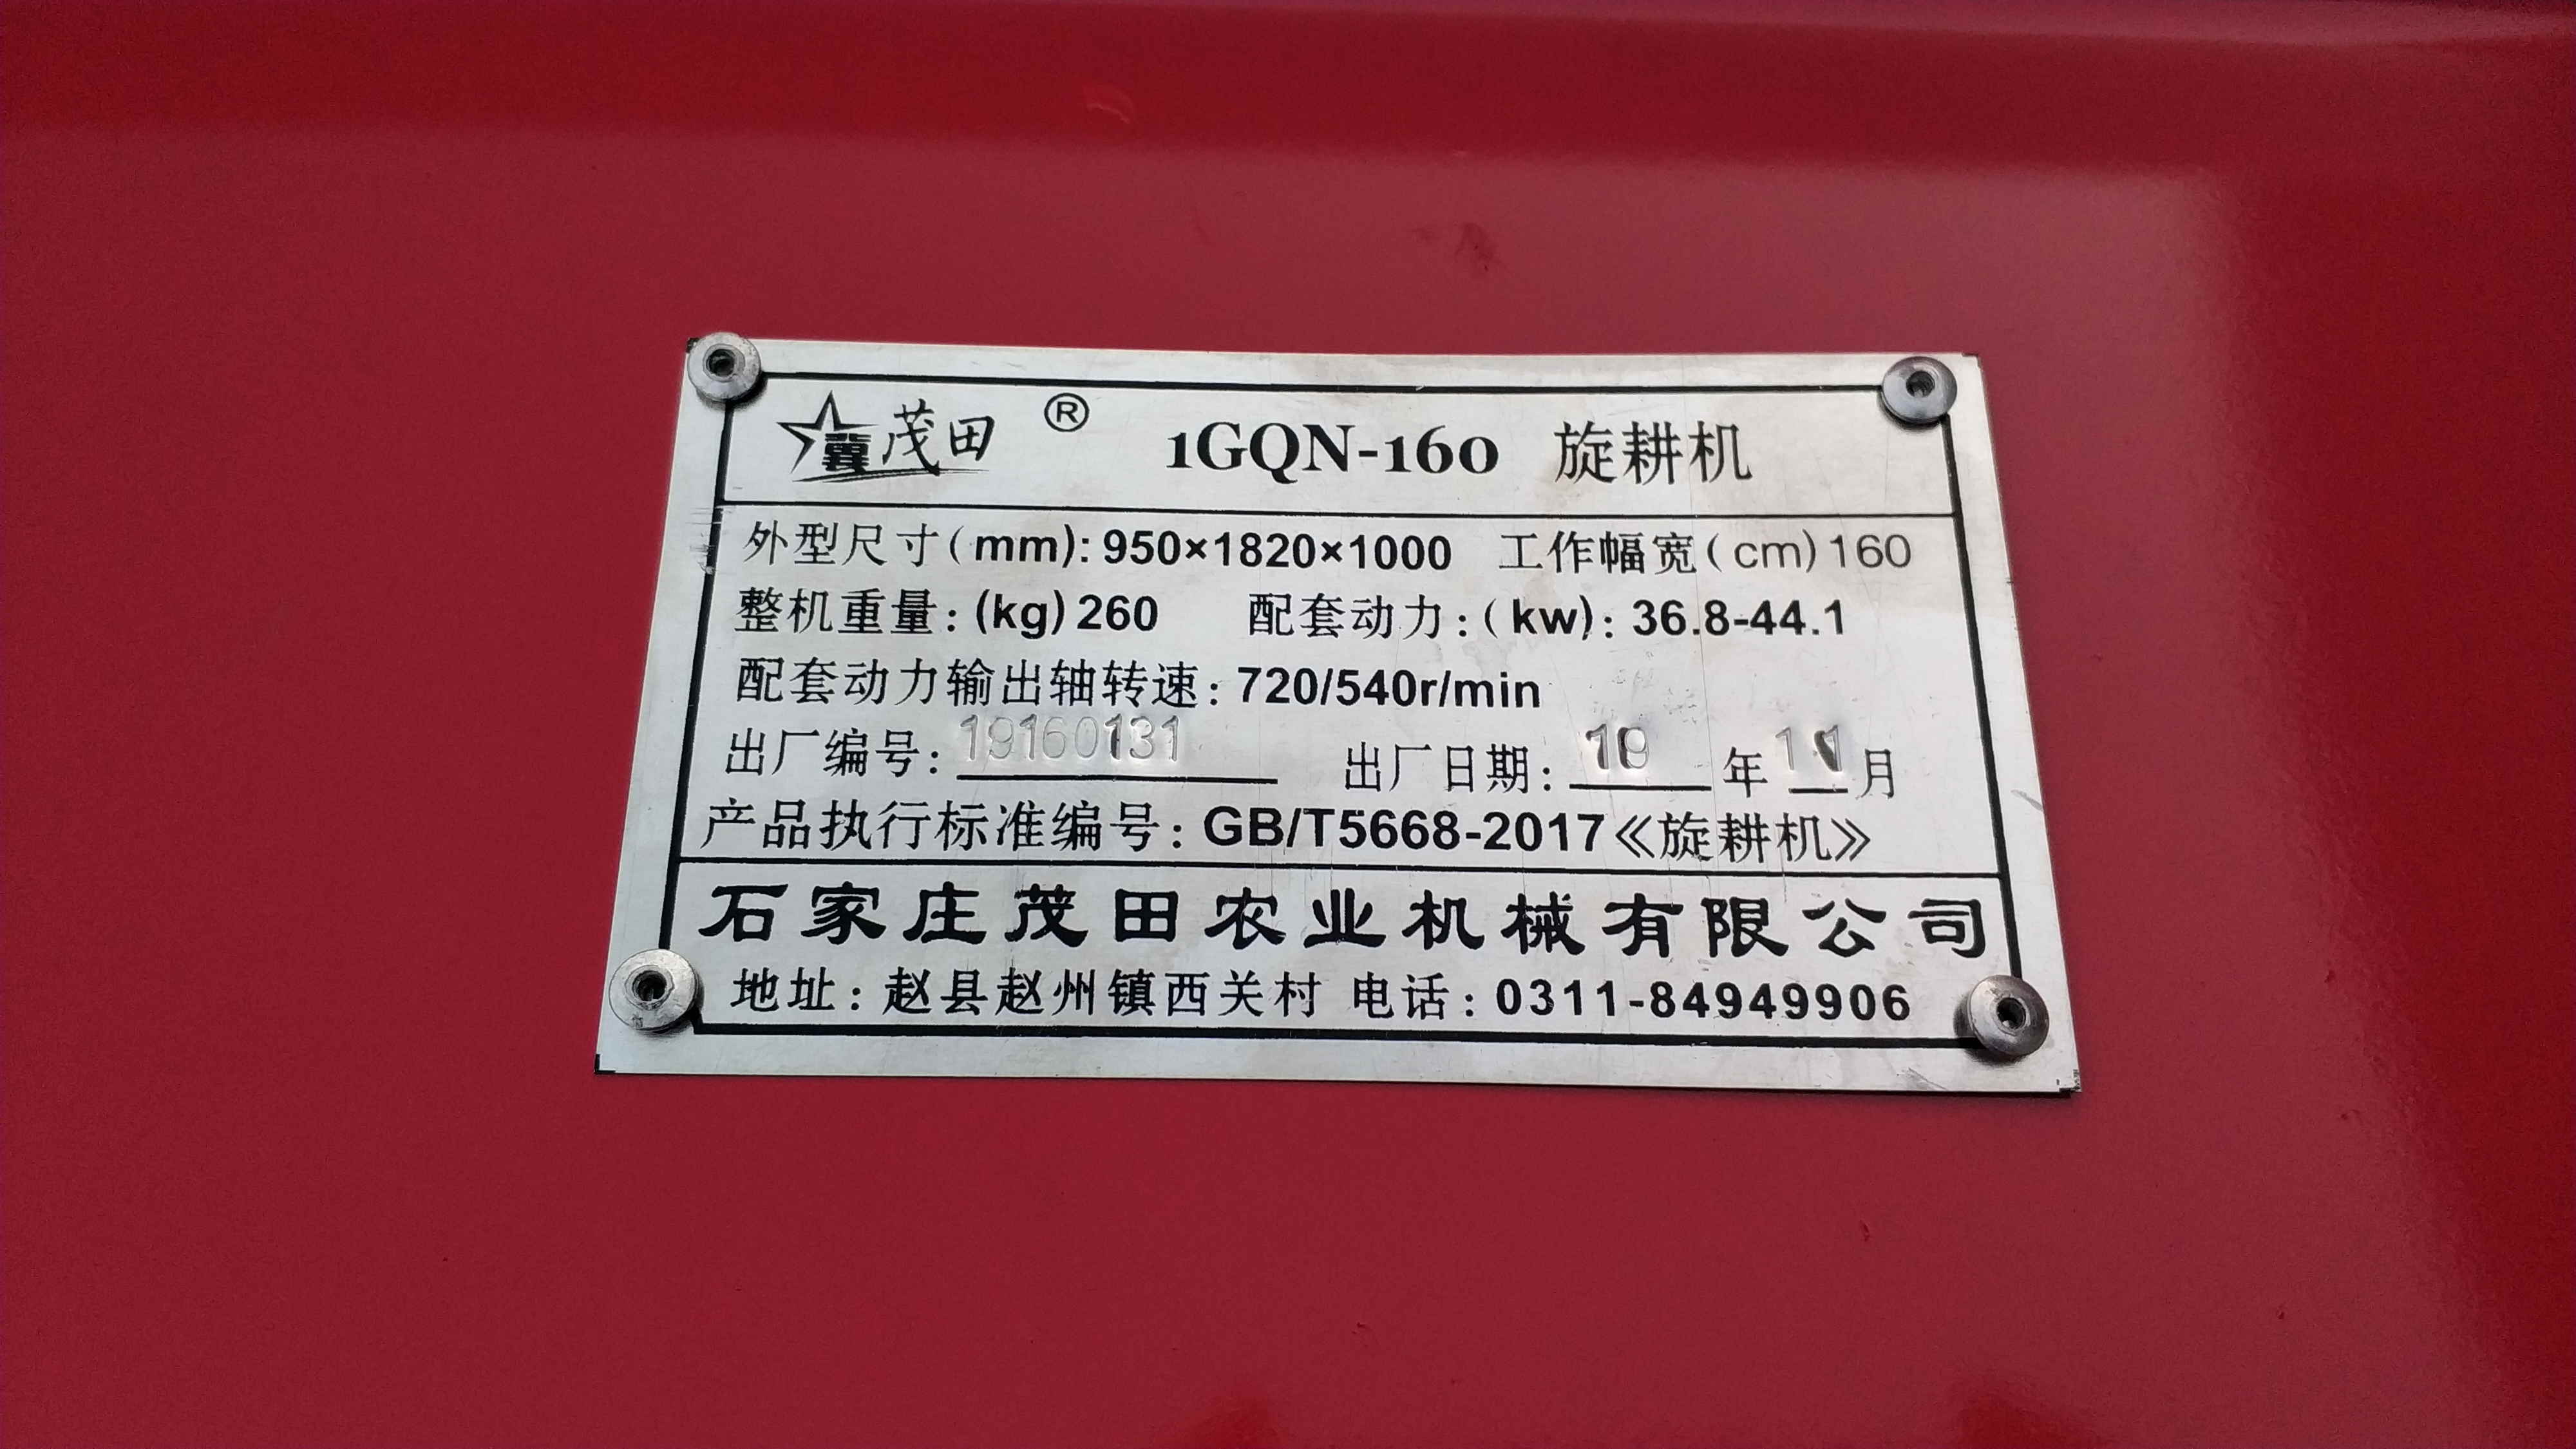 冀 茂田 ® 1GQN-160 旋耕机
外型尺寸(mm):950×1820×1000 工作幅宽(cm)160
整机重量:(kg)260 配套动力:(kw):36.8-44.1
配套动力输出轴转速:720/540r/min
出厂编号:19160131 出厂日期:19年11月
产品执行标准编号:GB/T5668-2017《旋耕机》
石家庄茂田农业机械有限公司
地址:赵县赵州镇西关村 电话:0311-84949906